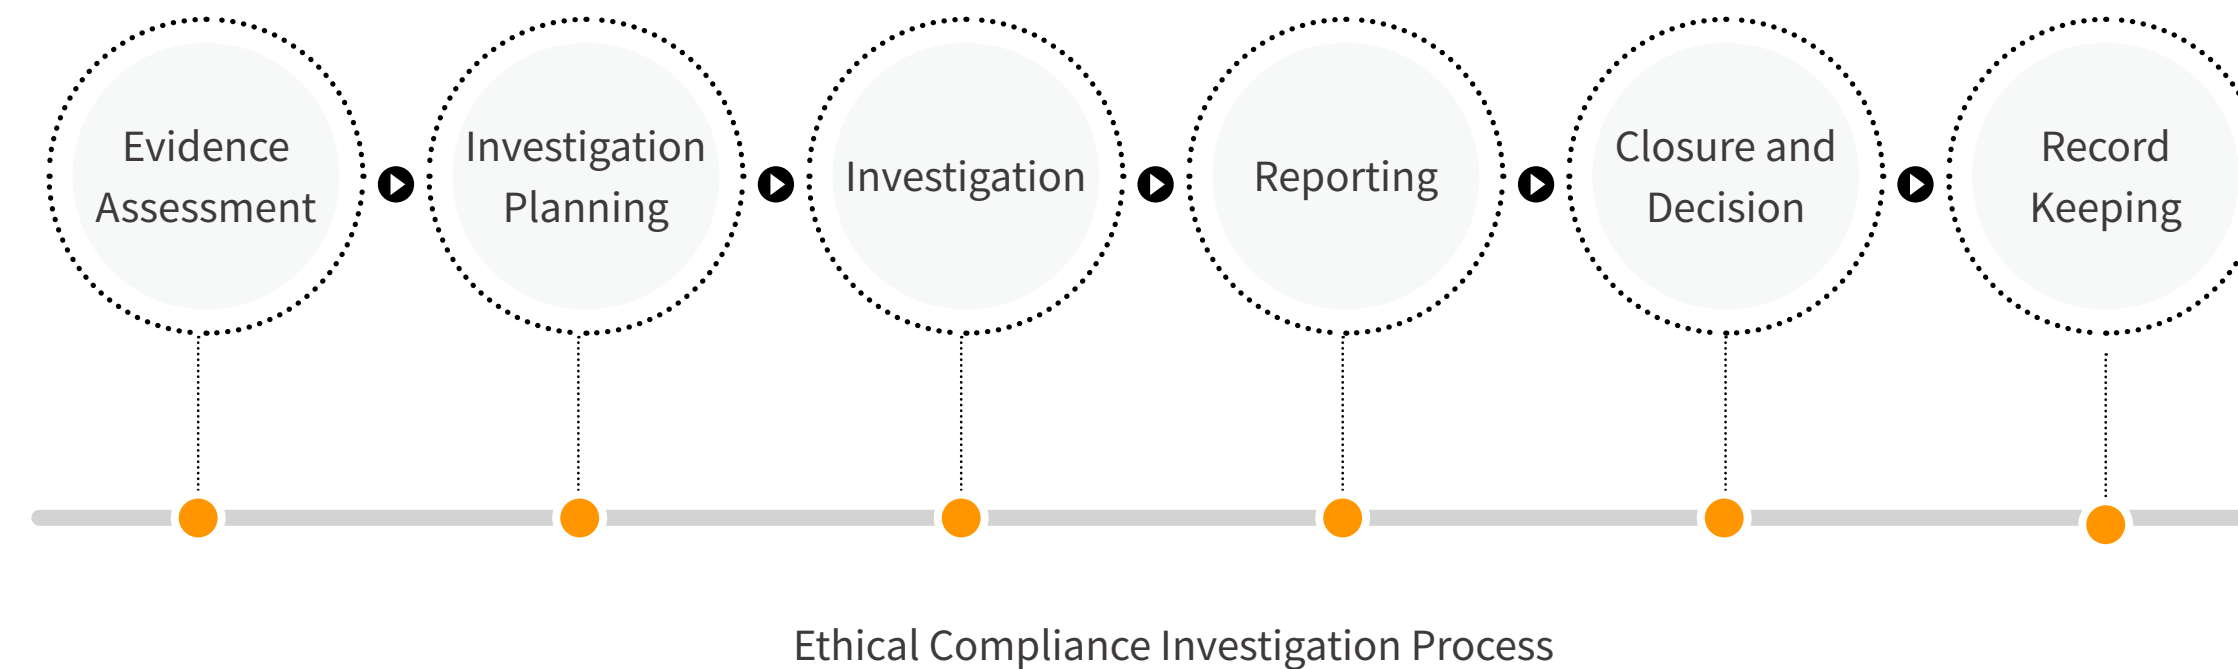 Evidence
Assessment
Investigation
Planning
Investigation
Reporting
Closure and
Decision
Record
Keeping
Ethical Compliance Investigation Process